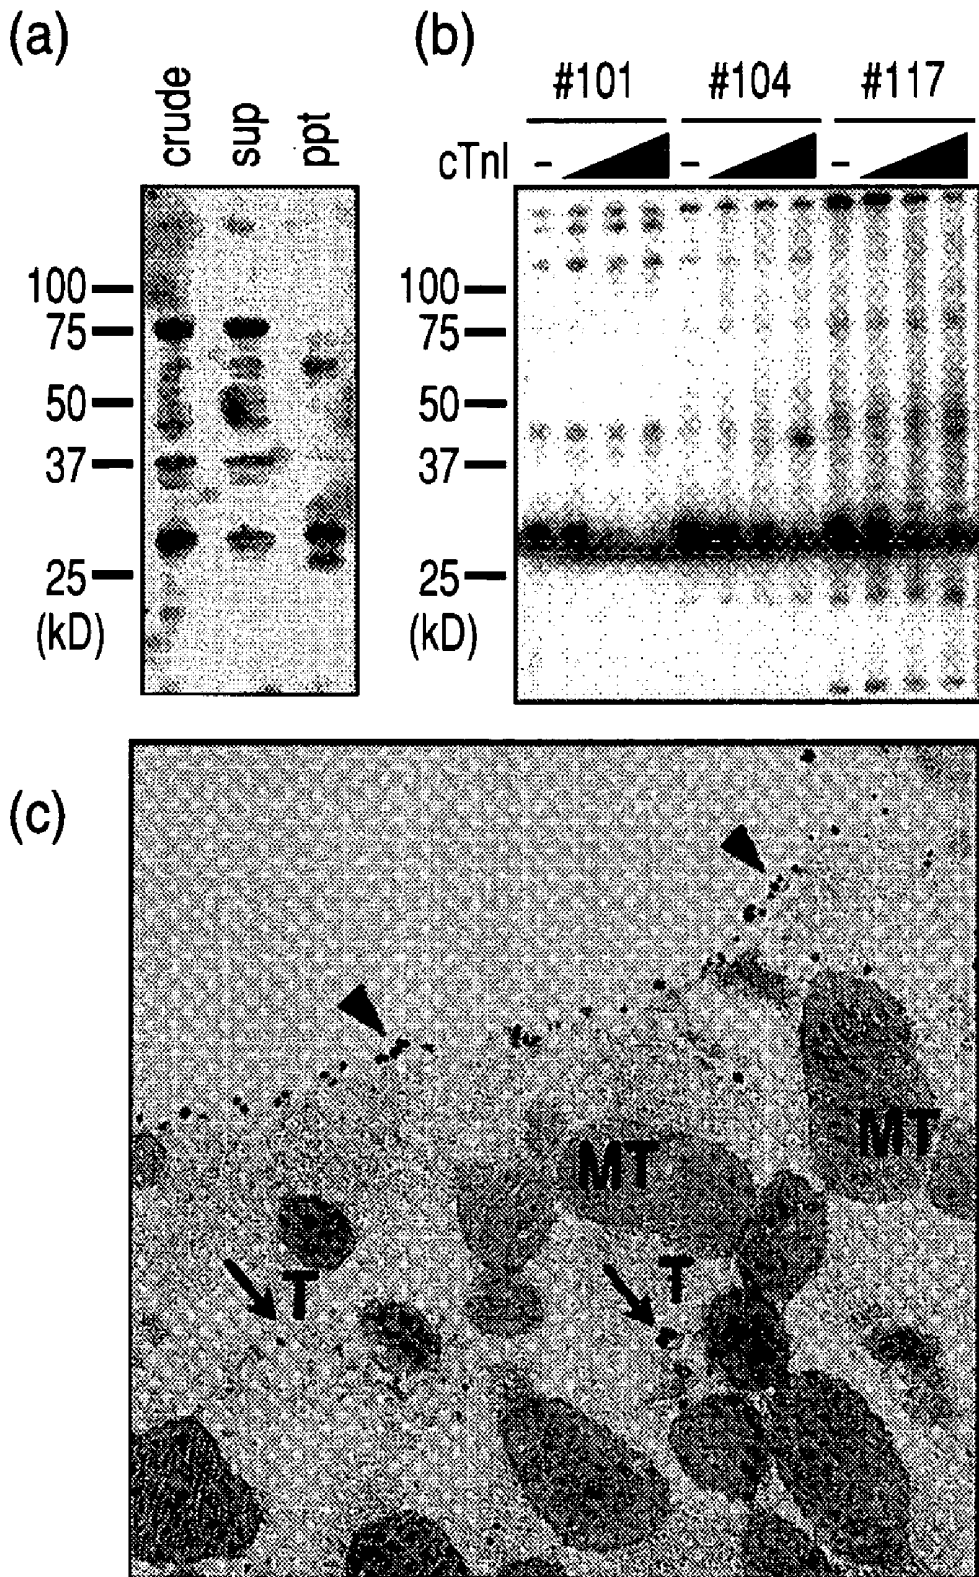 (a)
crude sup ppt
100
75
50
37
25
(kD)
(b)
#101 #104 #117
cTnI - - -
100
75
50
37
25
(kD)
(c)
MT MT
T T